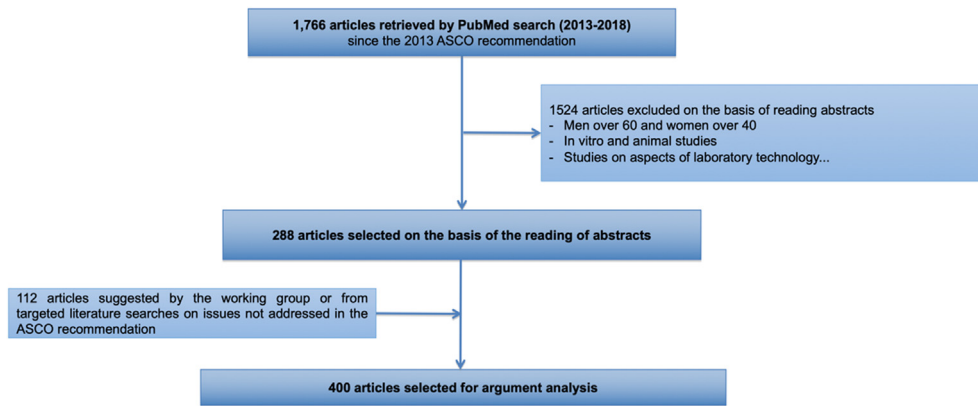 1,766 articles retrieved by PubMed search (2013-2018)
since the 2013 ASCO recommendation
1524 articles excluded on the basis of reading abstracts
- Men over 60 and women over 40
- In vitro and animal studies
- Studies on aspects of laboratory technology...
288 articles selected on the basis of the reading of abstracts
112 articles suggested by the working group or from
targeted literature searches on issues not addressed in the
ASCO recommendation
400 articles selected for argument analysis